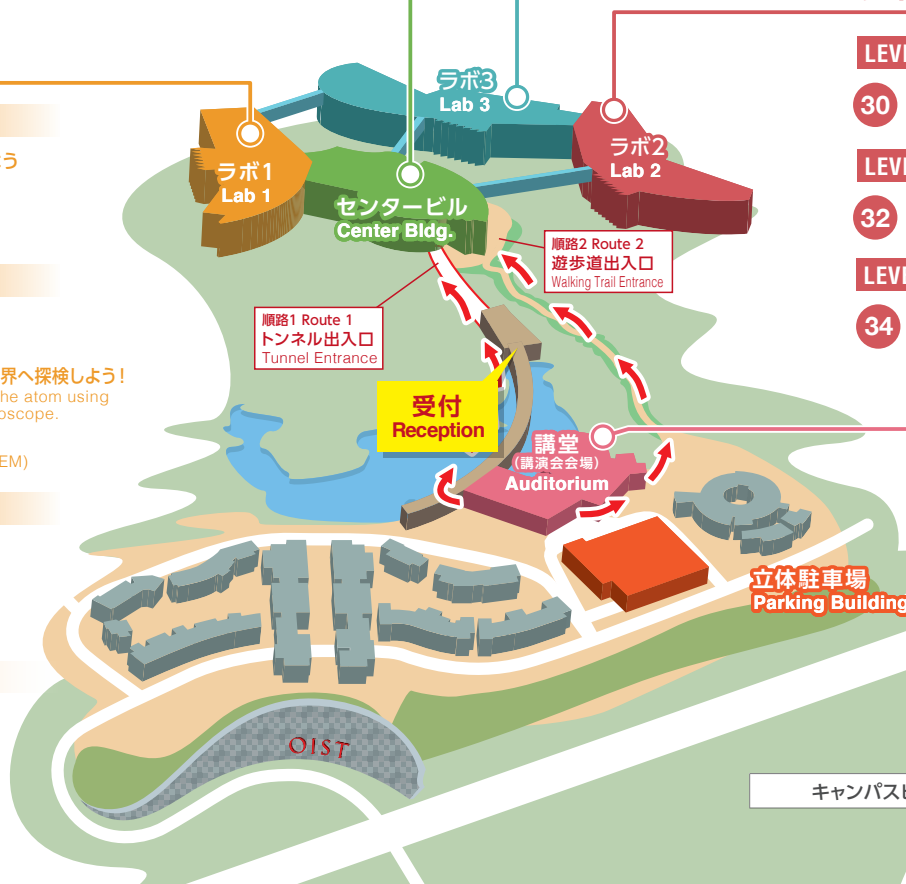 ラボ3
Lab 3
ラボ1
Lab 1
ラボ2
Lab 2
センタービル
Center Bldg.
順路2 Route 2
遊歩道出入口
Walking Trail Entrance
順路1 Route 1
トンネル出入口
Tunnel Entrance
受付
Reception
講堂
(講演会会場)
Auditorium
立体駐車場
Parking Building
OIST
キャンパス
30
32
34
う
界へ探検しよう!
he atom using
oscope.
EM)
LEV
LEV
LEV